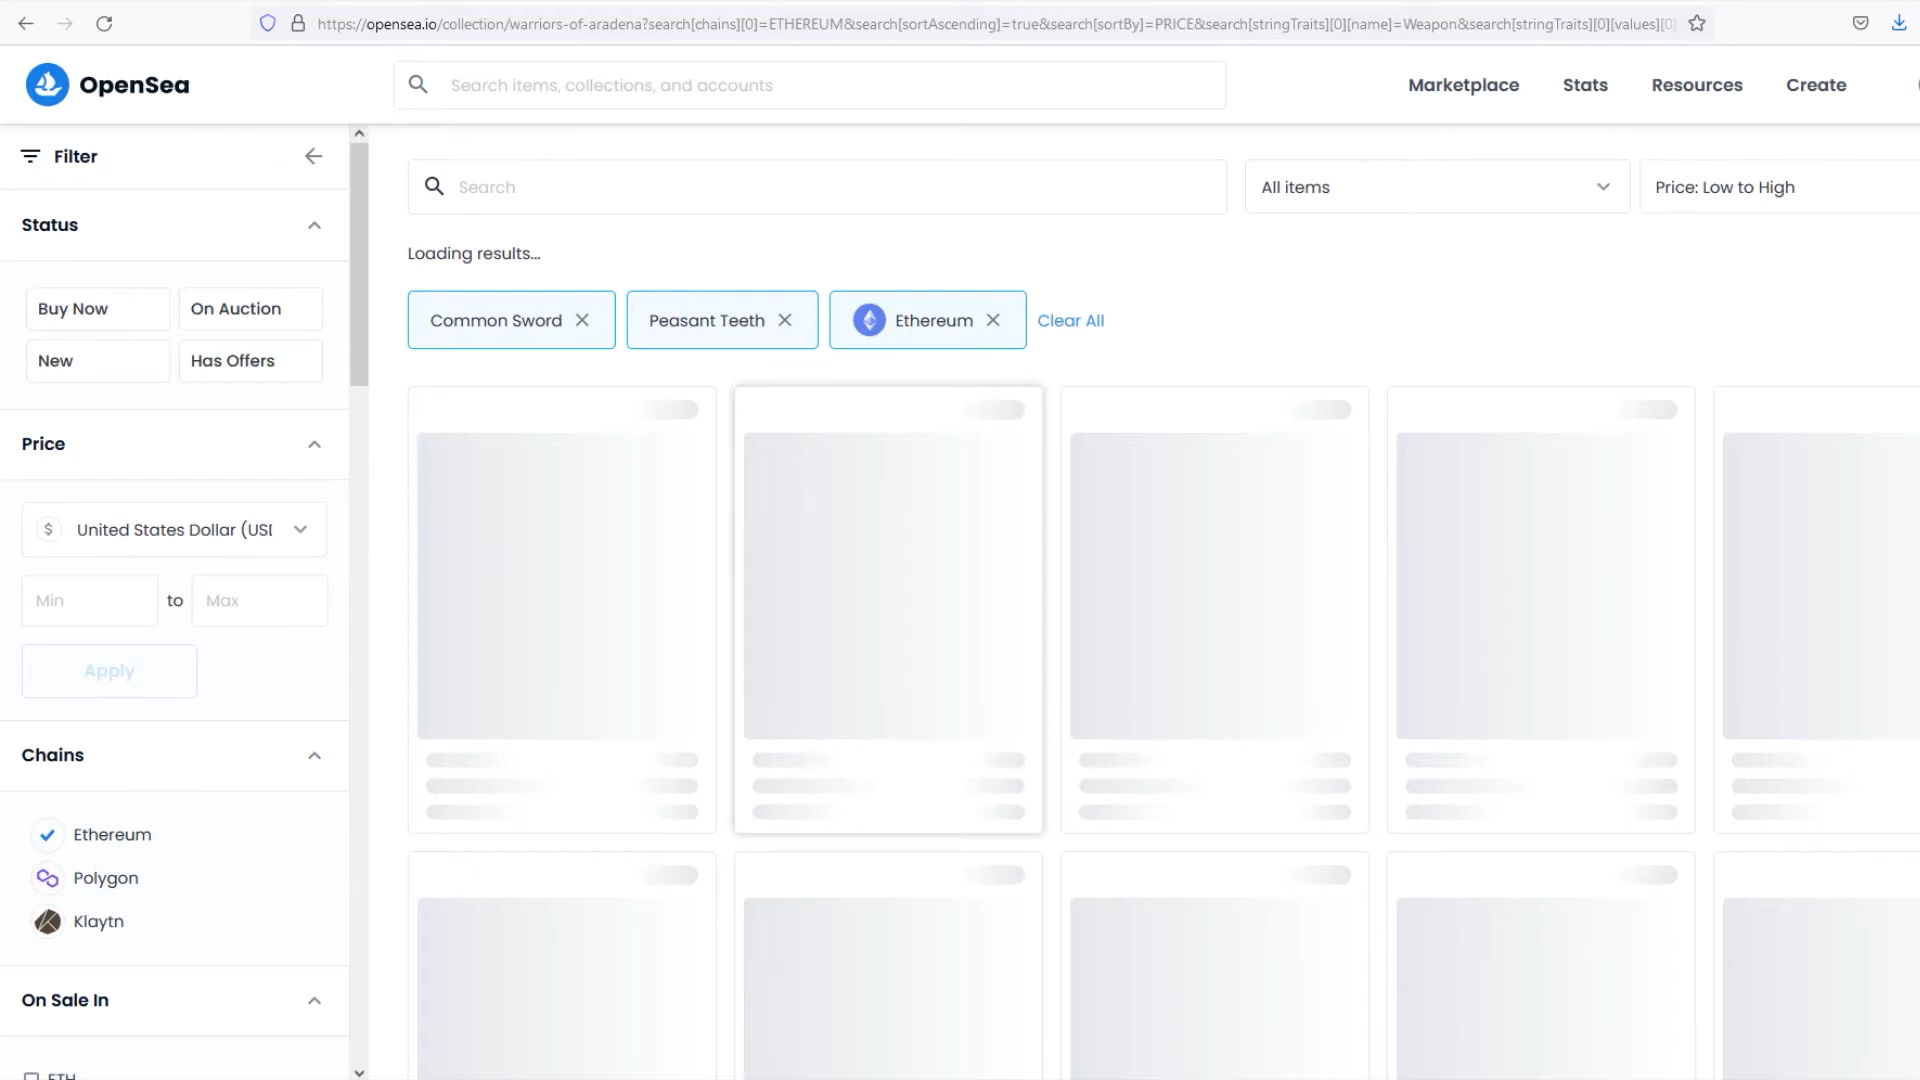 https://opensea.io/collection/warriors-of-aradena?search[chains][0]=ETHEREUM&search[sortAscending]=true&search[sortBy]=PRICE&search[stringTraits][0][name]=Weapon&search[stringTraits][0][values][0]
OpenSea
Search items, collections, and accounts
Marketplace
Stats
Resources
Create
Filter
Search
All items
Price: Low to High
Status
Loading results...
Buy Now
On Auction
Common Sword
Peasant Teeth
Ethereum
Clear All
New
Has Offers
Price
$ United States Dollar (USD
Min
to
Max
Apply
Chains
Ethereum
Polygon
Klaytn
On Sale In
ETH